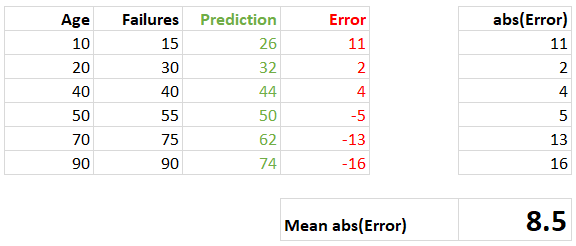 Age Failures Prediction Error abs(Error)
10 15 26 11 11
20 30 32 2 2
40 40 44 4 4
50 55 50 -5 5
70 75 62 -13 13
90 90 74 -16 16
Mean abs(Error) 8.5